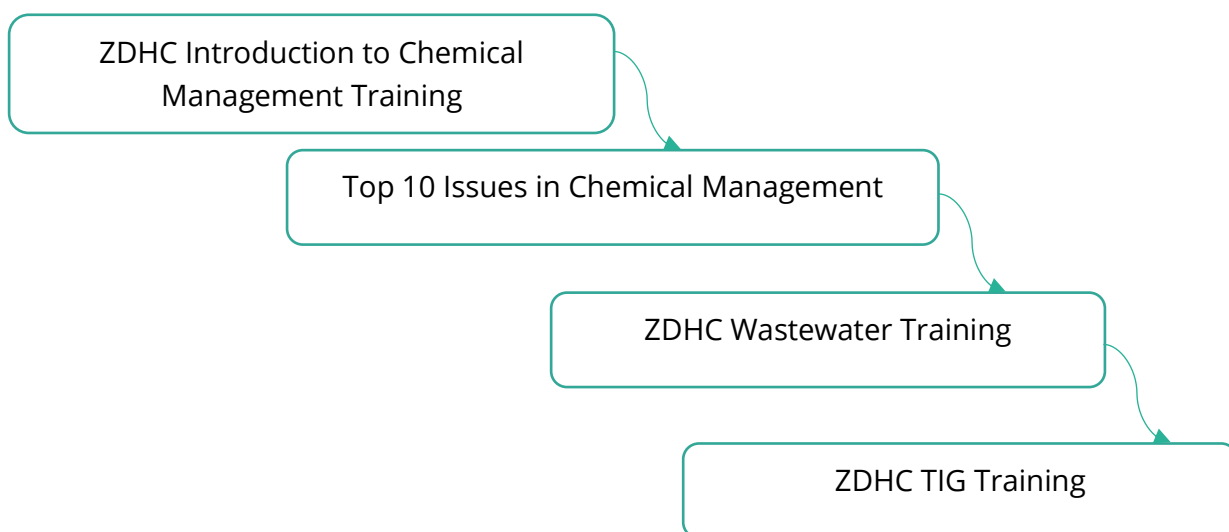 ZDHC Introduction to Chemical
Management Training
Top 10 Issues in Chemical Management
ZDHC Wastewater Training
ZDHC TIG Training